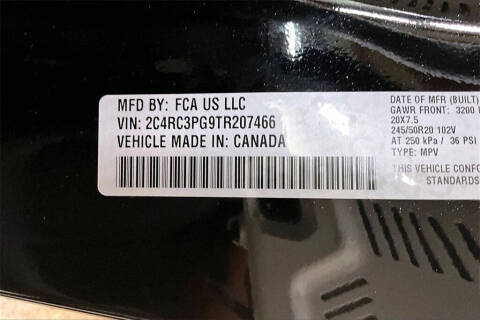 MFD BY: FCA US LLC
VIN: 2C4RC3PG9TR207466
VEHICLE MADE IN: CANADA
DATE OF MFR (BUILT)
GAWR FRONT: 3200
20X7.5
245/50R20 102V
AT 250 kPa / 36 PSI
TYPE: MPV
THIS VEHICLE CONFORMS
STANDARDS